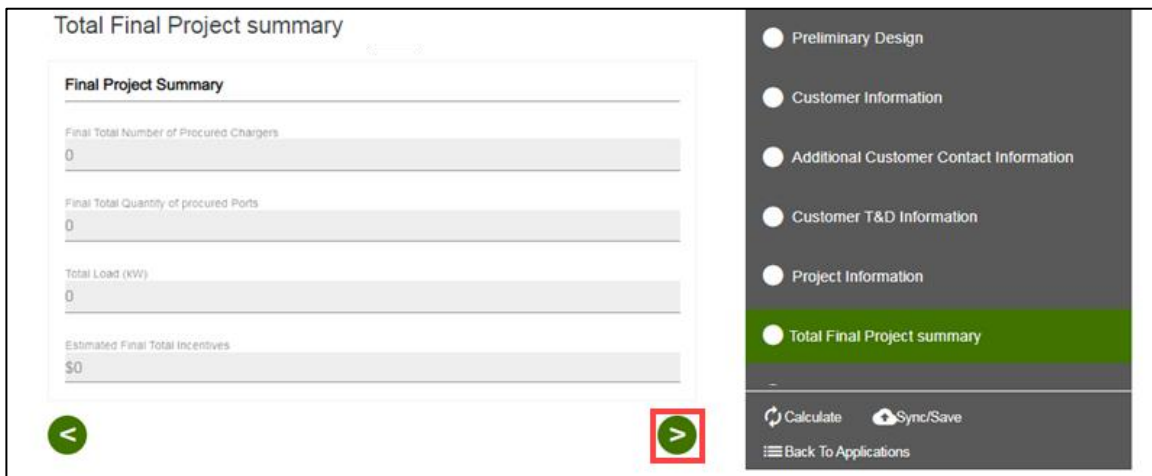 Total Final Project summary
Final Project Summary
Final Total Number of Procured Chargers
0
Final Total Quantity of procured Ports
0
Total Load (kW)
0
Estimated Final Total Incentives
$0
<
>
Preliminary Design
Customer Information
Additional Customer Contact Information
Customer T&D Information
Project Information
Total Final Project summary
Calculate
Sync/Save
Back To Applications